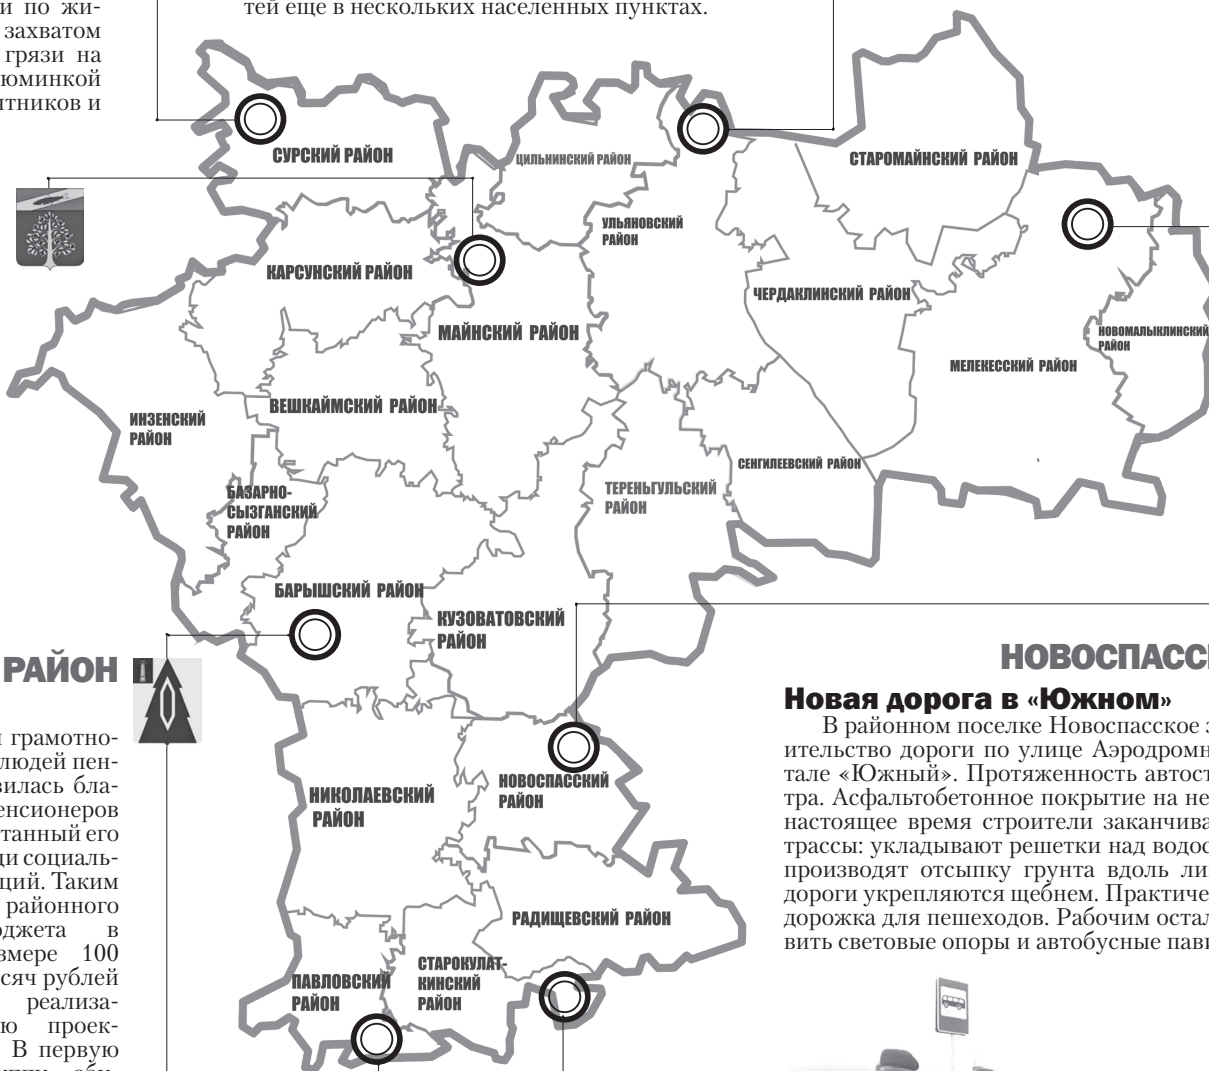 и по жи-
захватом
грязи на
юминкой
ятников и
тей еще в нескольких населенных пунктах.
СУРСКИЙ РАЙОН
ЦИЛЬНИНСКИЙ РАЙОН
СТАРОМАЙНСКИЙ РАЙОН
УЛЬЯНОВСКИЙ
РАЙОН
КАРСУНСКИЙ РАЙОН
ЧЕРДАКЛИНСКИЙ РАЙОН
МАЙНСКИЙ РАЙОН
НОВОМАЛЫКЛИНСКИЙ
РАЙОН
МЕЛЕКЕССКИЙ РАЙОН
ВЕШКАЙМСКИЙ РАЙОН
ИНЗЕНСКИЙ
РАЙОН
СЕНГИЛЕЕВСКИЙ РАЙОН
ТЕРЕНЬГУЛЬСКИЙ
РАЙОН
БАЗАРНО-
СЫЗГАНСКИЙ
РАЙОН
БАРЫШСКИЙ РАЙОН
КУЗОВАТОВСКИЙ
РАЙОН
НИКОЛАЕВСКИЙ
РАЙОН
НОВОСПАССКИЙ
РАЙОН
РАДИЩЕВСКИЙ РАЙОН
СТАРОКУЛАТ-
КИНСКИЙ
РАЙОН
ПАВЛОВСКИЙ
РАЙОН
РАЙОН
грамотно-
людей пен-
вилась бла-
енсионеров
танный его
ди социаль-
ций. Таким
районного
джета в
змере 100
сяч рублей
реализа-
ю проек-
В первую
НОВОСПАССК
Новая дорога в «Южном»
В районном поселке Новоспасское з
ительство дороги по улице Аэродромн
тале «Южный». Протяженность автост
тра. Асфальтобетонное покрытие на не
настоящее время строители заканчива
трассы: укладывают решетки над водос
производят отсыпку грунта вдоль ли
дороги укрепляются щебнем. Практиче
дорожка для пешеходов. Рабочим остал
вить световые опоры и автобусные пави